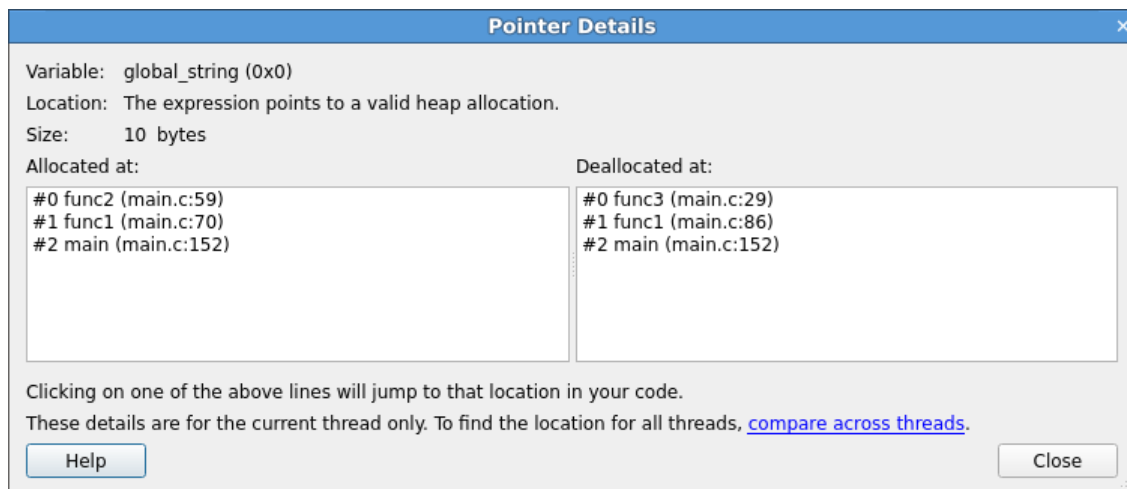 Pointer Details
Variable: global_string (0x0)
Location: The expression points to a valid heap allocation.
Size: 10 bytes
Allocated at:
#0 func2 (main.c:59)
#1 func1 (main.c:70)
#2 main (main.c:152)
Deallocated at:
#0 func3 (main.c:29)
#1 func1 (main.c:86)
#2 main (main.c:152)
Clicking on one of the above lines will jump to that location in your code.
These details are for the current thread only. To find the location for all threads, compare across threads.
Help
Close